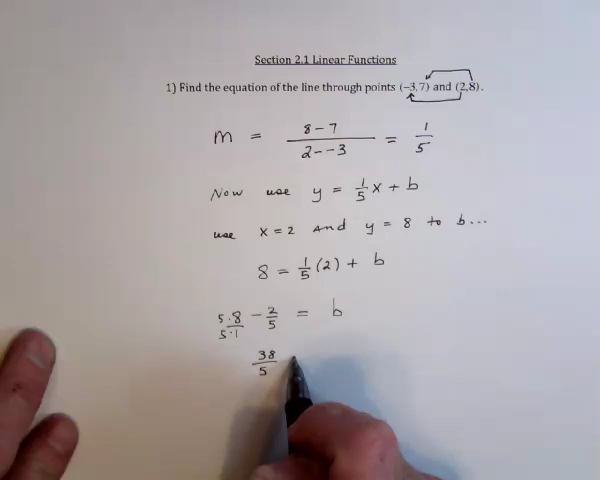 Section 2.1 Linear Functions
1) Find the equation of the line through points (−3,7) and (2,8).
m = 8 − 7 / 2 − −3 = 1/5
Now use y = 1/5 x + b
use x = 2 and y = 8 to b...
8 = 1/5 (2) + b
5·8 / 5·1 − 2/5 = b
38/5